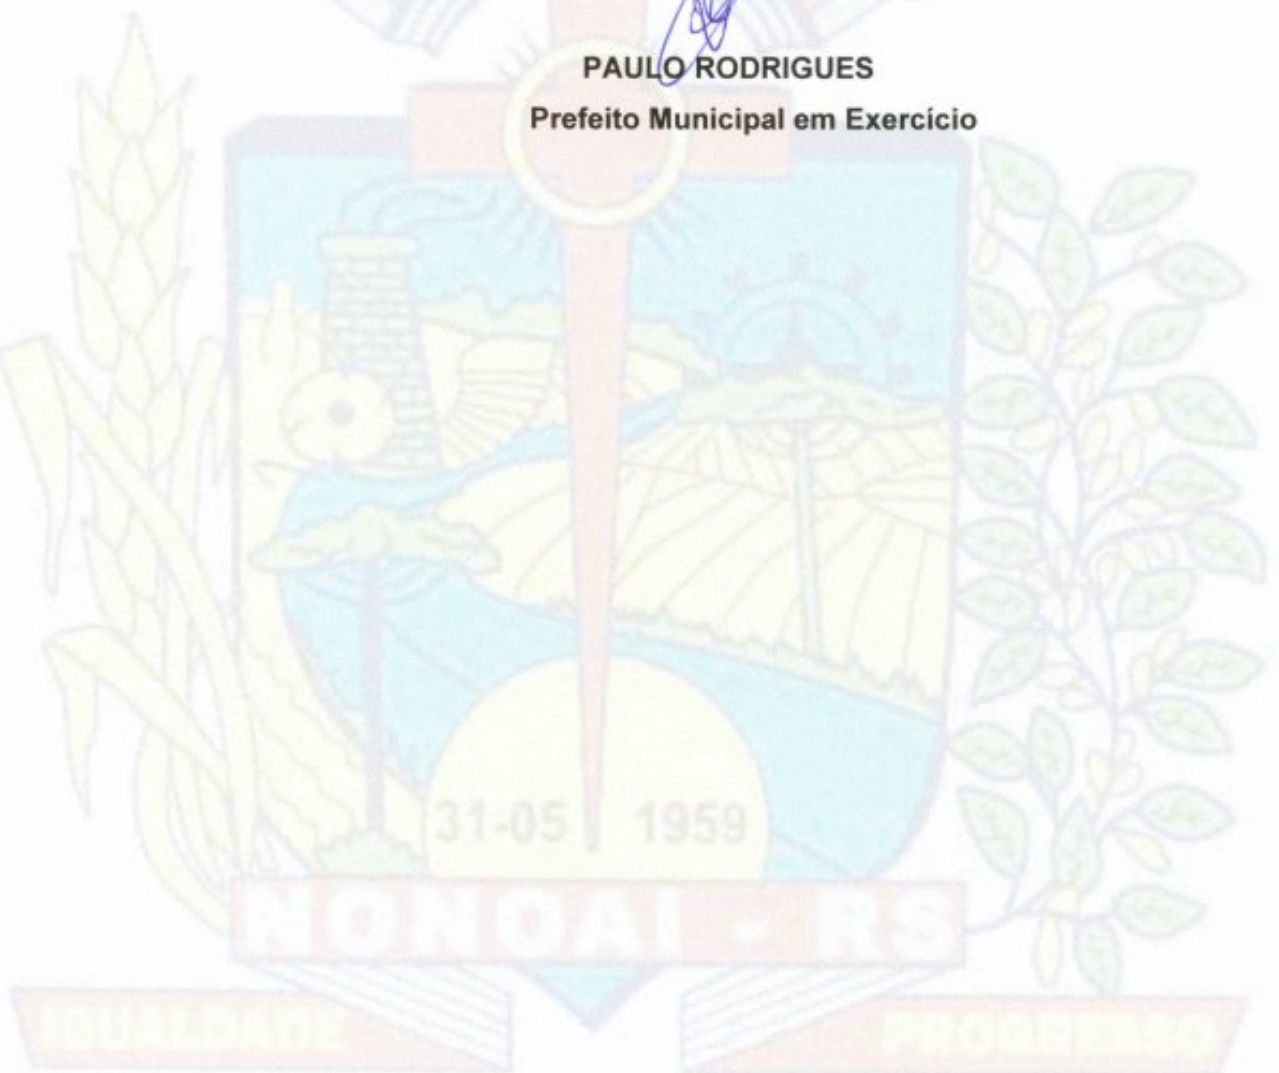 PAULO RODRIGUES
Prefeito Municipal em Exercício
31-05 1959
NONOAI - RS
IGUALDADE
PROGRESSO